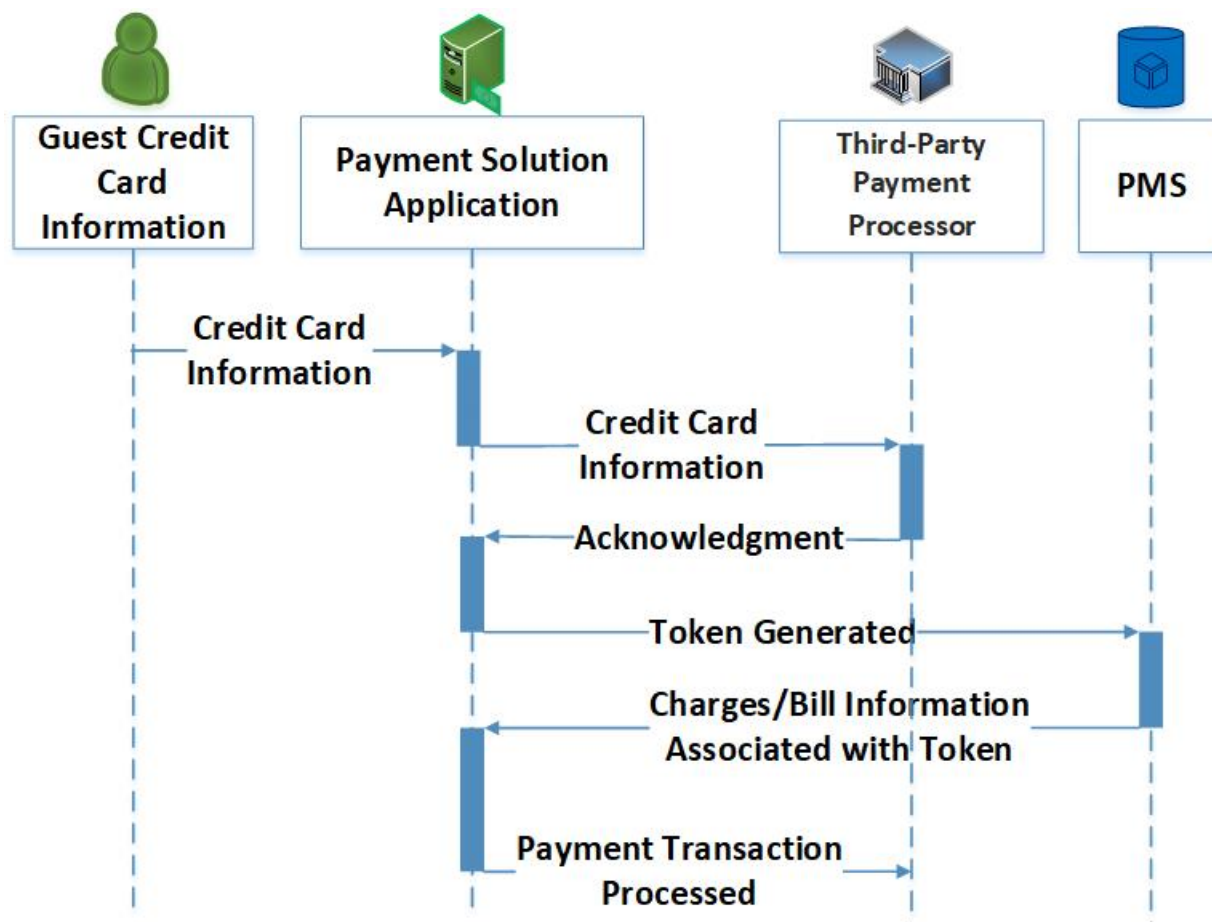 Guest Credit
Card
Information
Payment Solution
Application
Third-Party
Payment
Processor
PMS
Credit Card
Information
Credit Card
Information
Acknowledgment
Token Generated
Charges/Bill Information
Associated with Token
Payment Transaction
Processed